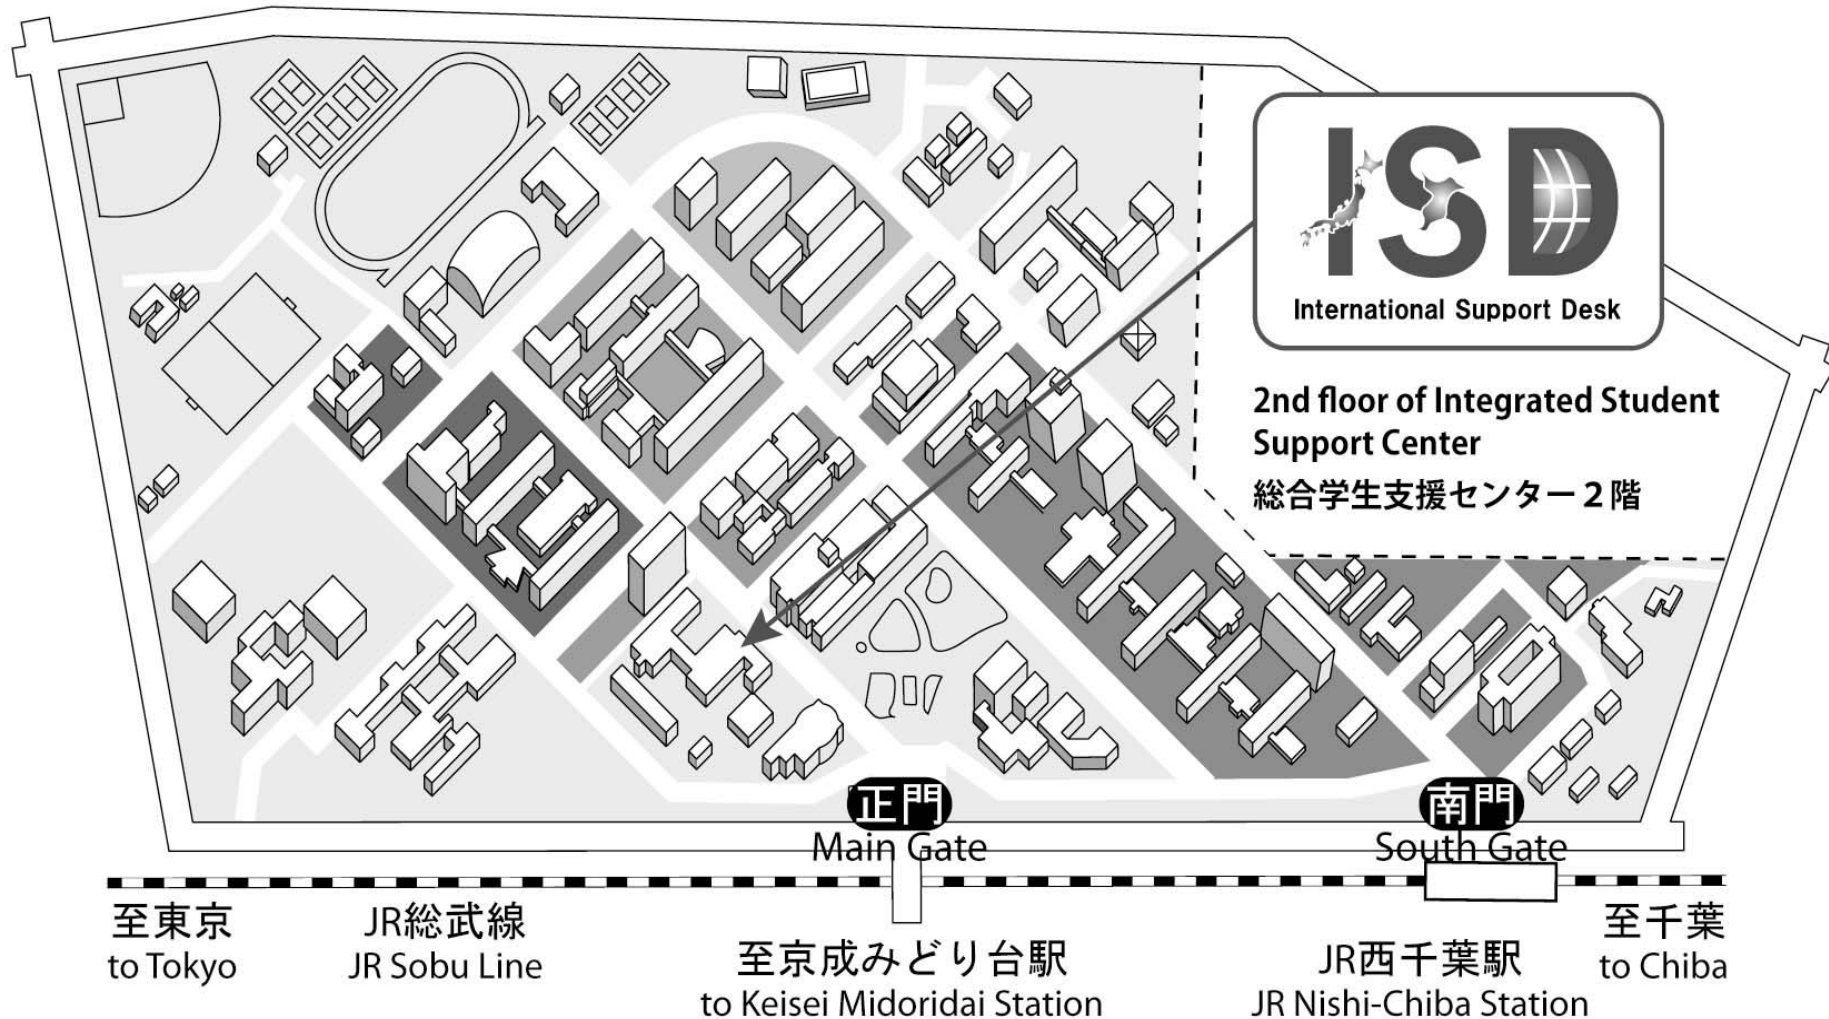 ISD
International Support Desk
2nd floor of Integrated Student
Support Center
総合学生支援センター２階
正門
Main Gate
南門
South Gate
至東京
to Tokyo
JR総武線
JR Sobu Line
至京成みどり台駅
to Keisei Midoridai Station
JR西千葉駅
JR Nishi-Chiba Station
至千葉
to Chiba